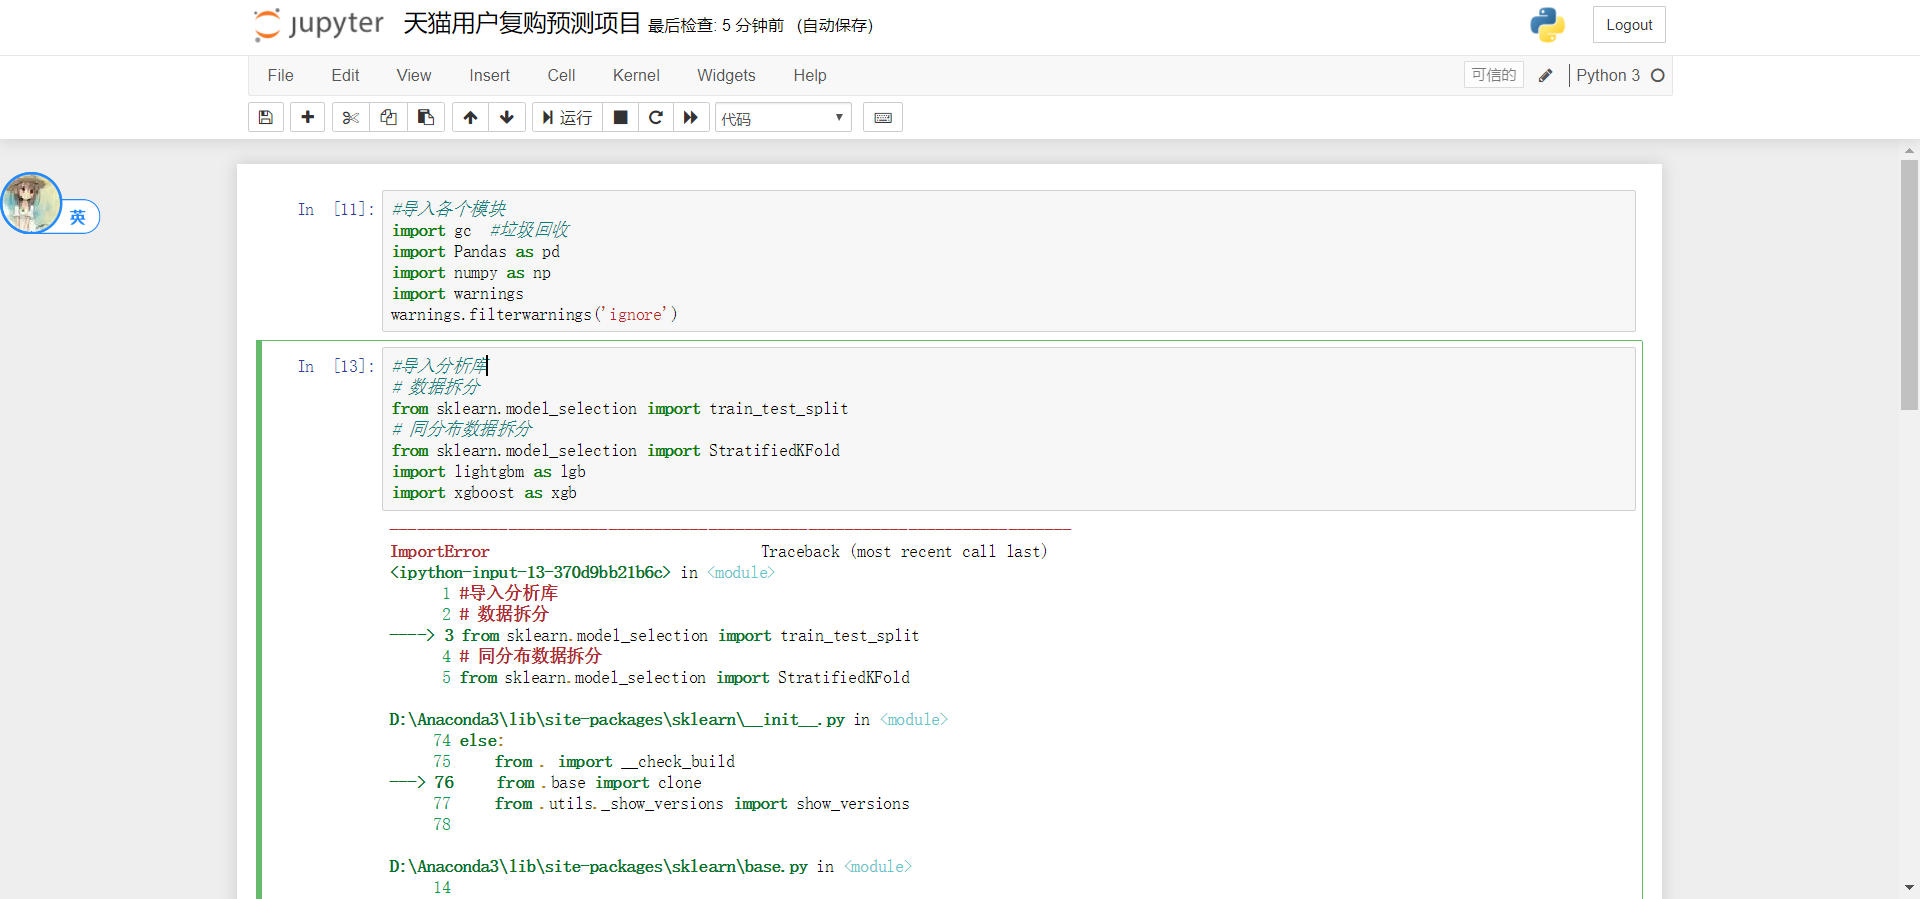 jupyter 天猫用户复购预测项目 最后检查: 5 分钟前 (自动保存) Logout
File Edit View Insert Cell Kernel Widgets Help 可信的 Python 3
运行 代码
英
In [11]: #导入各个模块
import gc #垃圾回收
import Pandas as pd
import numpy as np
import warnings
warnings.filterwarnings('ignore')
In [13]: #导入分析库
# 数据拆分
from sklearn.model_selection import train_test_split
# 同分布数据拆分
from sklearn.model_selection import StratifiedKFold
import lightgbm as lgb
import xgboost as xgb
---------------------------------------------------------------------------
ImportError Traceback (most recent call last)
<ipython-input-13-370d9bb21b6c> in <module>
1 #导入分析库
2 # 数据拆分
----> 3 from sklearn.model_selection import train_test_split
4 # 同分布数据拆分
5 from sklearn.model_selection import StratifiedKFold
D:\Anaconda3\lib\site-packages\sklearn\__init__.py in <module>
74 else:
75 from . import __check_build
---> 76 from .base import clone
77 from .utils._show_versions import show_versions
78
D:\Anaconda3\lib\site-packages\sklearn\base.py in <module>
14